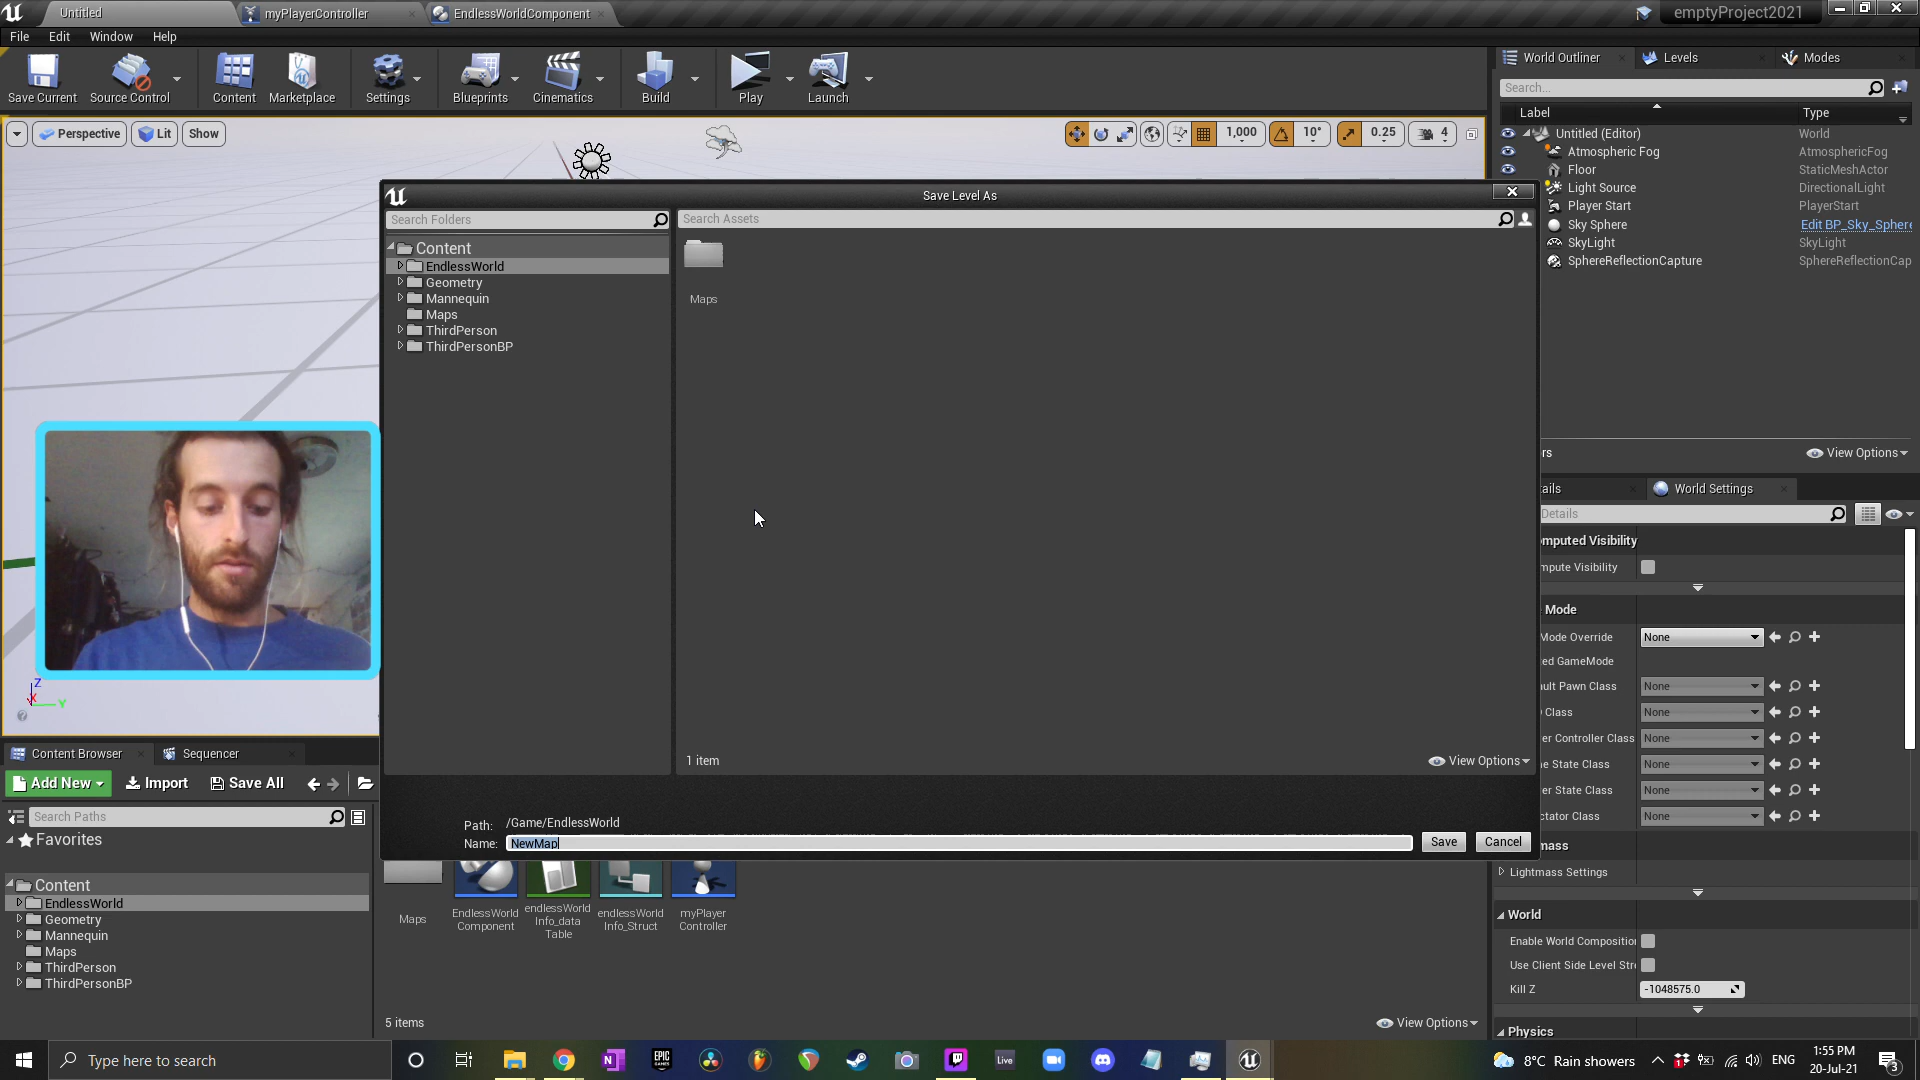 Untitled
myPlayerController
EndlessWorldComponent
emptyProject2021
File Edit Window Help
Save Current
Source Control
Content
Marketplace
Settings
Blueprints
Cinematics
Build
Play
Launch
World Outliner
Levels
Modes
Search...
Label Type
Untitled (Editor) World
Atmospheric Fog AtmosphericFog
Floor StaticMeshActor
Light Source DirectionalLight
Player Start PlayerStart
Sky Sphere Edit BP_Sky_Sphere
SkyLight SkyLight
SphereReflectionCapture SphereReflectionCap
Perspective
Lit
Show
1,000
10°
0.25
4
Save Level As
Search Folders
Search Assets
Content
EndlessWorld
Geometry
Mannequin
Maps
ThirdPerson
ThirdPersonBP
Maps
1 item
View Options
Path: /Game/EndlessWorld
Name: NewMap
Save
Cancel
rs
View Options
ails
World Settings
Details
mputed Visibility
mpute Visibility
Mode
Mode Override None
ed GameMode
ault Pawn Class None
Class None
er Controller Class None
e State Class None
er State Class None
ctator Class None
mass
Lightmass Settings
World
Enable World Compositio
Use Client Side Level Stre
Kill Z -1048575.0
Physics
Z
X
Y
Content Browser
Sequencer
Add New
Import
Save All
Search Paths
Favorites
Content
EndlessWorld
Geometry
Mannequin
Maps
ThirdPerson
ThirdPersonBP
Maps
EndlessWorld
Component
endlessWorld
Info_data
Table
endlessWorld
Info_Struct
myPlayer
Controller
5 items
View Options
Type here to search
EPIC
GAMES
Live
8°C Rain showers
ENG
1:55 PM
20-Jul-21
3